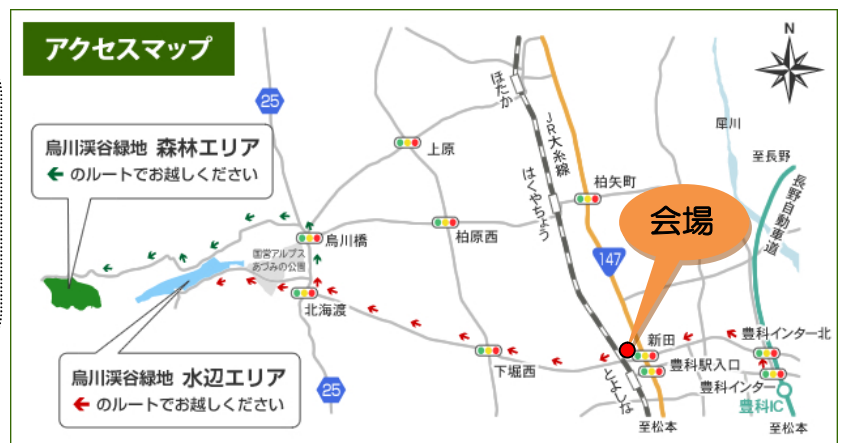 アクセスマップ
N
25
ほたか
JR大糸線
犀川
至長野
長野自動車道
烏川渓谷緑地 森林エリア
← のルートでお越しください
上原
はくやちょう
柏矢町
会場
烏川橋
柏原西
国営アルプス
あづみの公園
147
北海渡
新田
豊科インター北
下堀西
豊科駅入口
とよしな
豊科インター
豊科IC
烏川渓谷緑地 水辺エリア
← のルートでお越しください
25
至松本
至松本